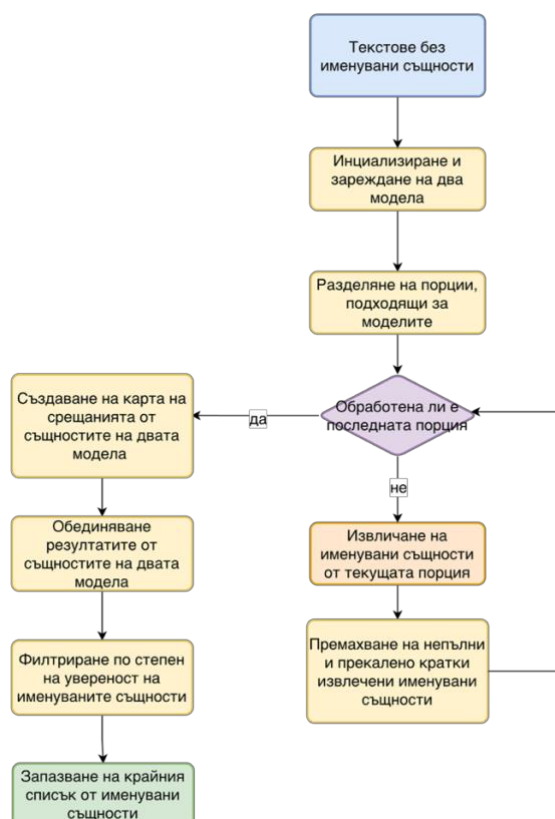 Текстове без
именувани същности
Инциализиране и
зареждане на два
модела
Разделяне на порции,
подходящи за
моделите
Обработена ли е
последната порция
да
не
Създаване на карта на
срещанията от
същностите на двата
модела
Обединяване
резултатите от
същностите на двата
модела
Филтриране по степен
на увереност на
именуваните същности
Запазване на крайния
списък от именувани
същности
Извличане на
именувани същности
от текущата порция
Премахване на непълни
и прекалено кратки
извлечени именувани
същности